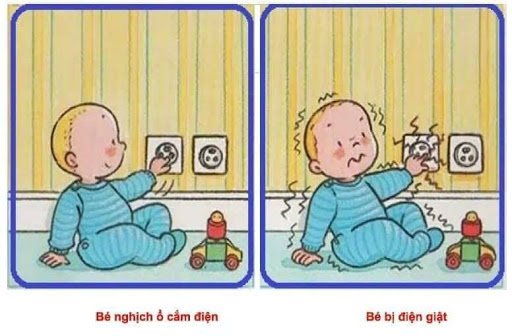 Bé nghịch ổ cắm điện
Bé bị điện giật